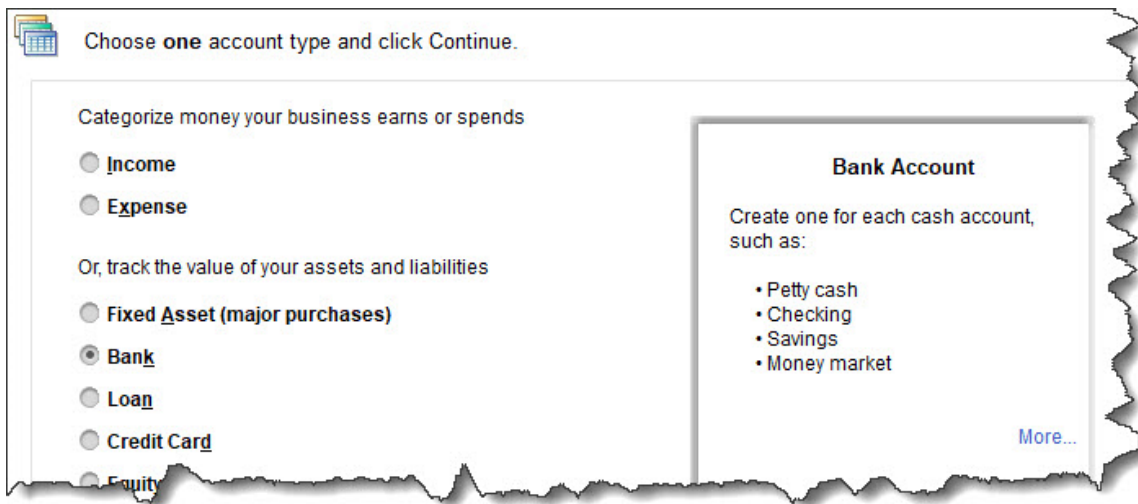 Choose one account type and click Continue.
Categorize money your business earns or spends
Income
Expense
Or, track the value of your assets and liabilities
Fixed Asset (major purchases)
Bank
Loan
Credit Card
Equity
Bank Account
Create one for each cash account,
such as:
• Petty cash
• Checking
• Savings
• Money market
More...